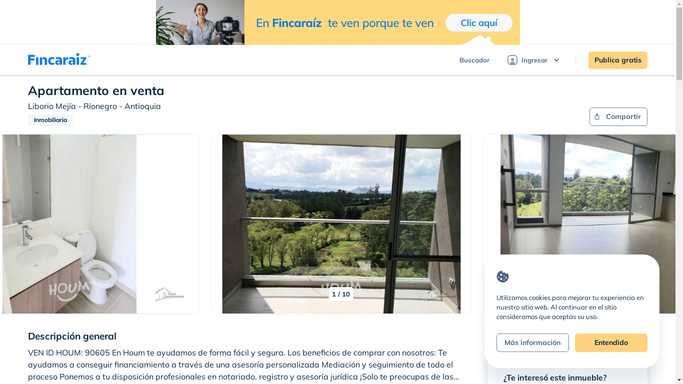 En Fincaraíz te ven porque te ven
Clic aquí
Fincaraíz
Buscador
Ingresar
Publica gratis
Apartamento en venta
Liborio Mejía - Rionegro - Antioquia
Inmobiliaria
Compartir
HOUM
HOUM
1 / 10
Utilizamos cookies para mejorar tu experiencia en
nuestro sitio web. Al continuar en el sitio
consideramos que aceptas su uso.
Más información
Entendido
Descripción general
VEN ID HOUM: 90605 En Houm te ayudamos de forma fácil y segura. Los beneficios de comprar con nosotros: Te
ayudamos a conseguir financiamiento a través de una asesoría personalizada Mediación y seguimiento de todo el
proceso Ponemos a tu disposición profesionales en notariado, registro y asesoría jurídica ¡Solo te preocupas de las...
¿Te interesó este inmueble?